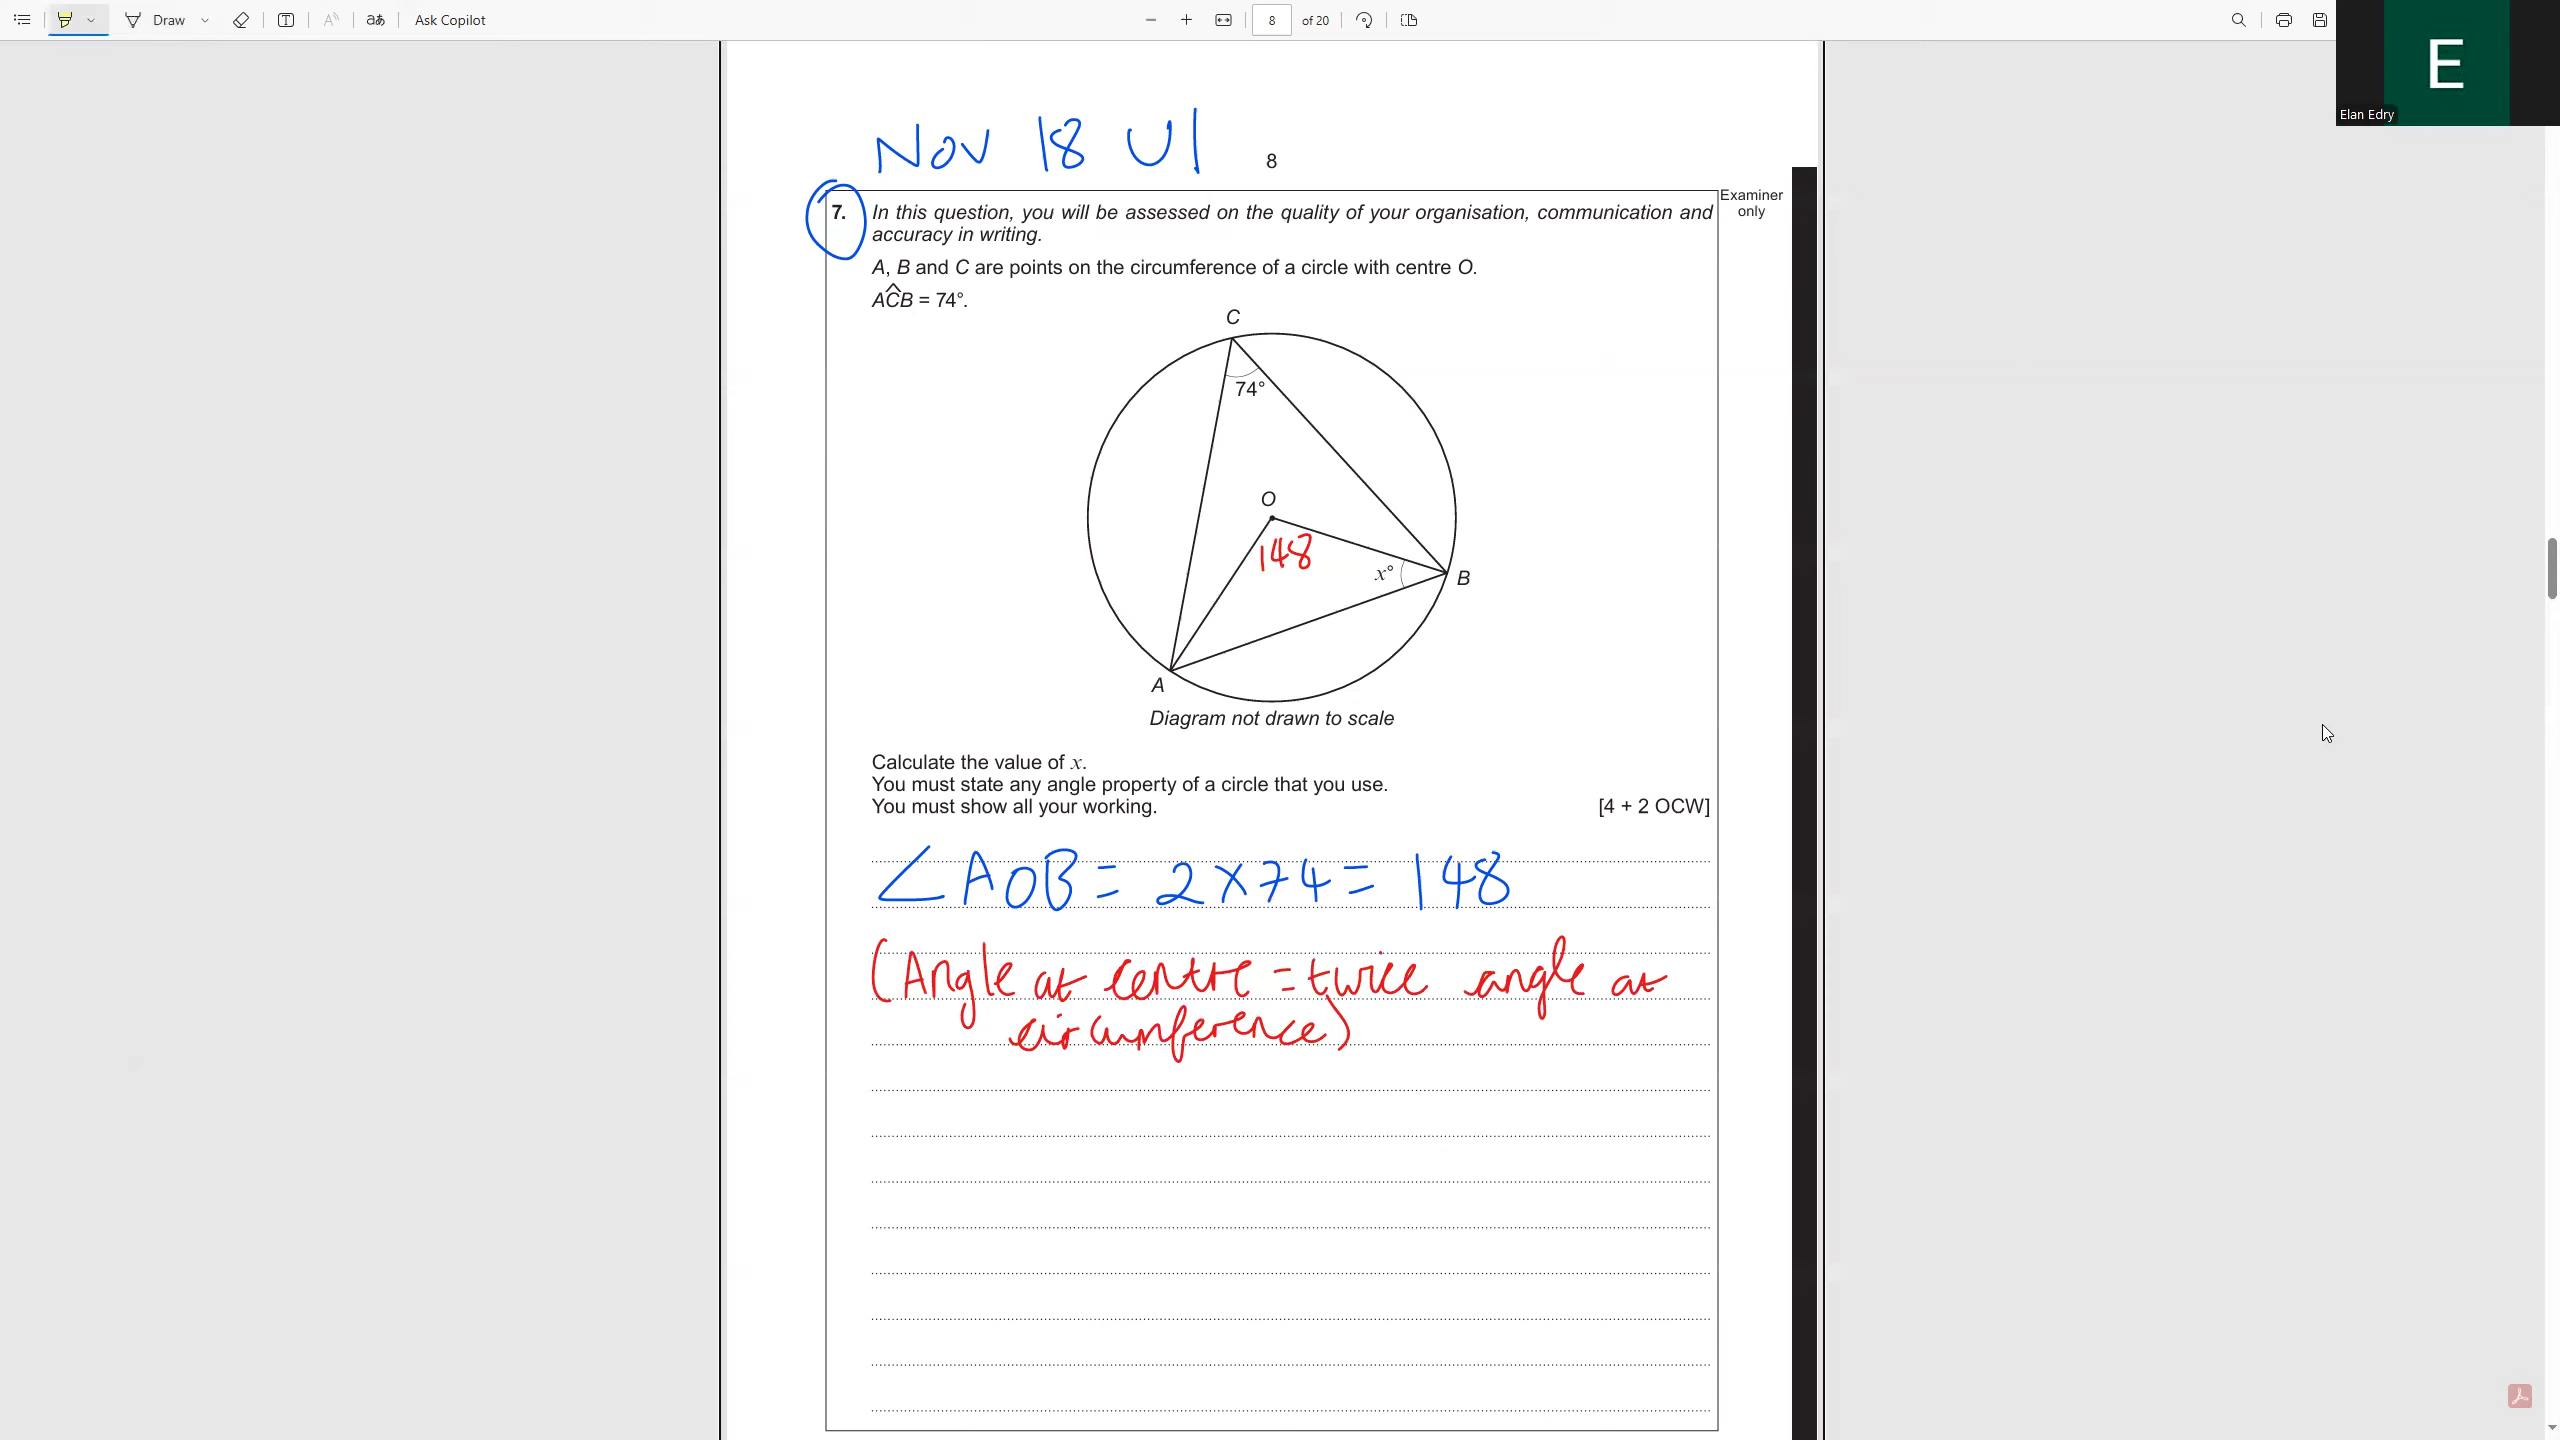 Draw
aあ
Ask Copilot
8
of 20
E
Elan Edry
Nov 18 U1
8
Examiner
only
7. In this question, you will be assessed on the quality of your organisation, communication and
accuracy in writing.
A, B and C are points on the circumference of a circle with centre O.
AĈB = 74°.
C
74°
O
148
x°
B
A
Diagram not drawn to scale
Calculate the value of x.
You must state any angle property of a circle that you use.
You must show all your working.
[4 + 2 OCW]
∠AOB = 2×74 = 148
(Angle at centre = twice angle at
circumference)